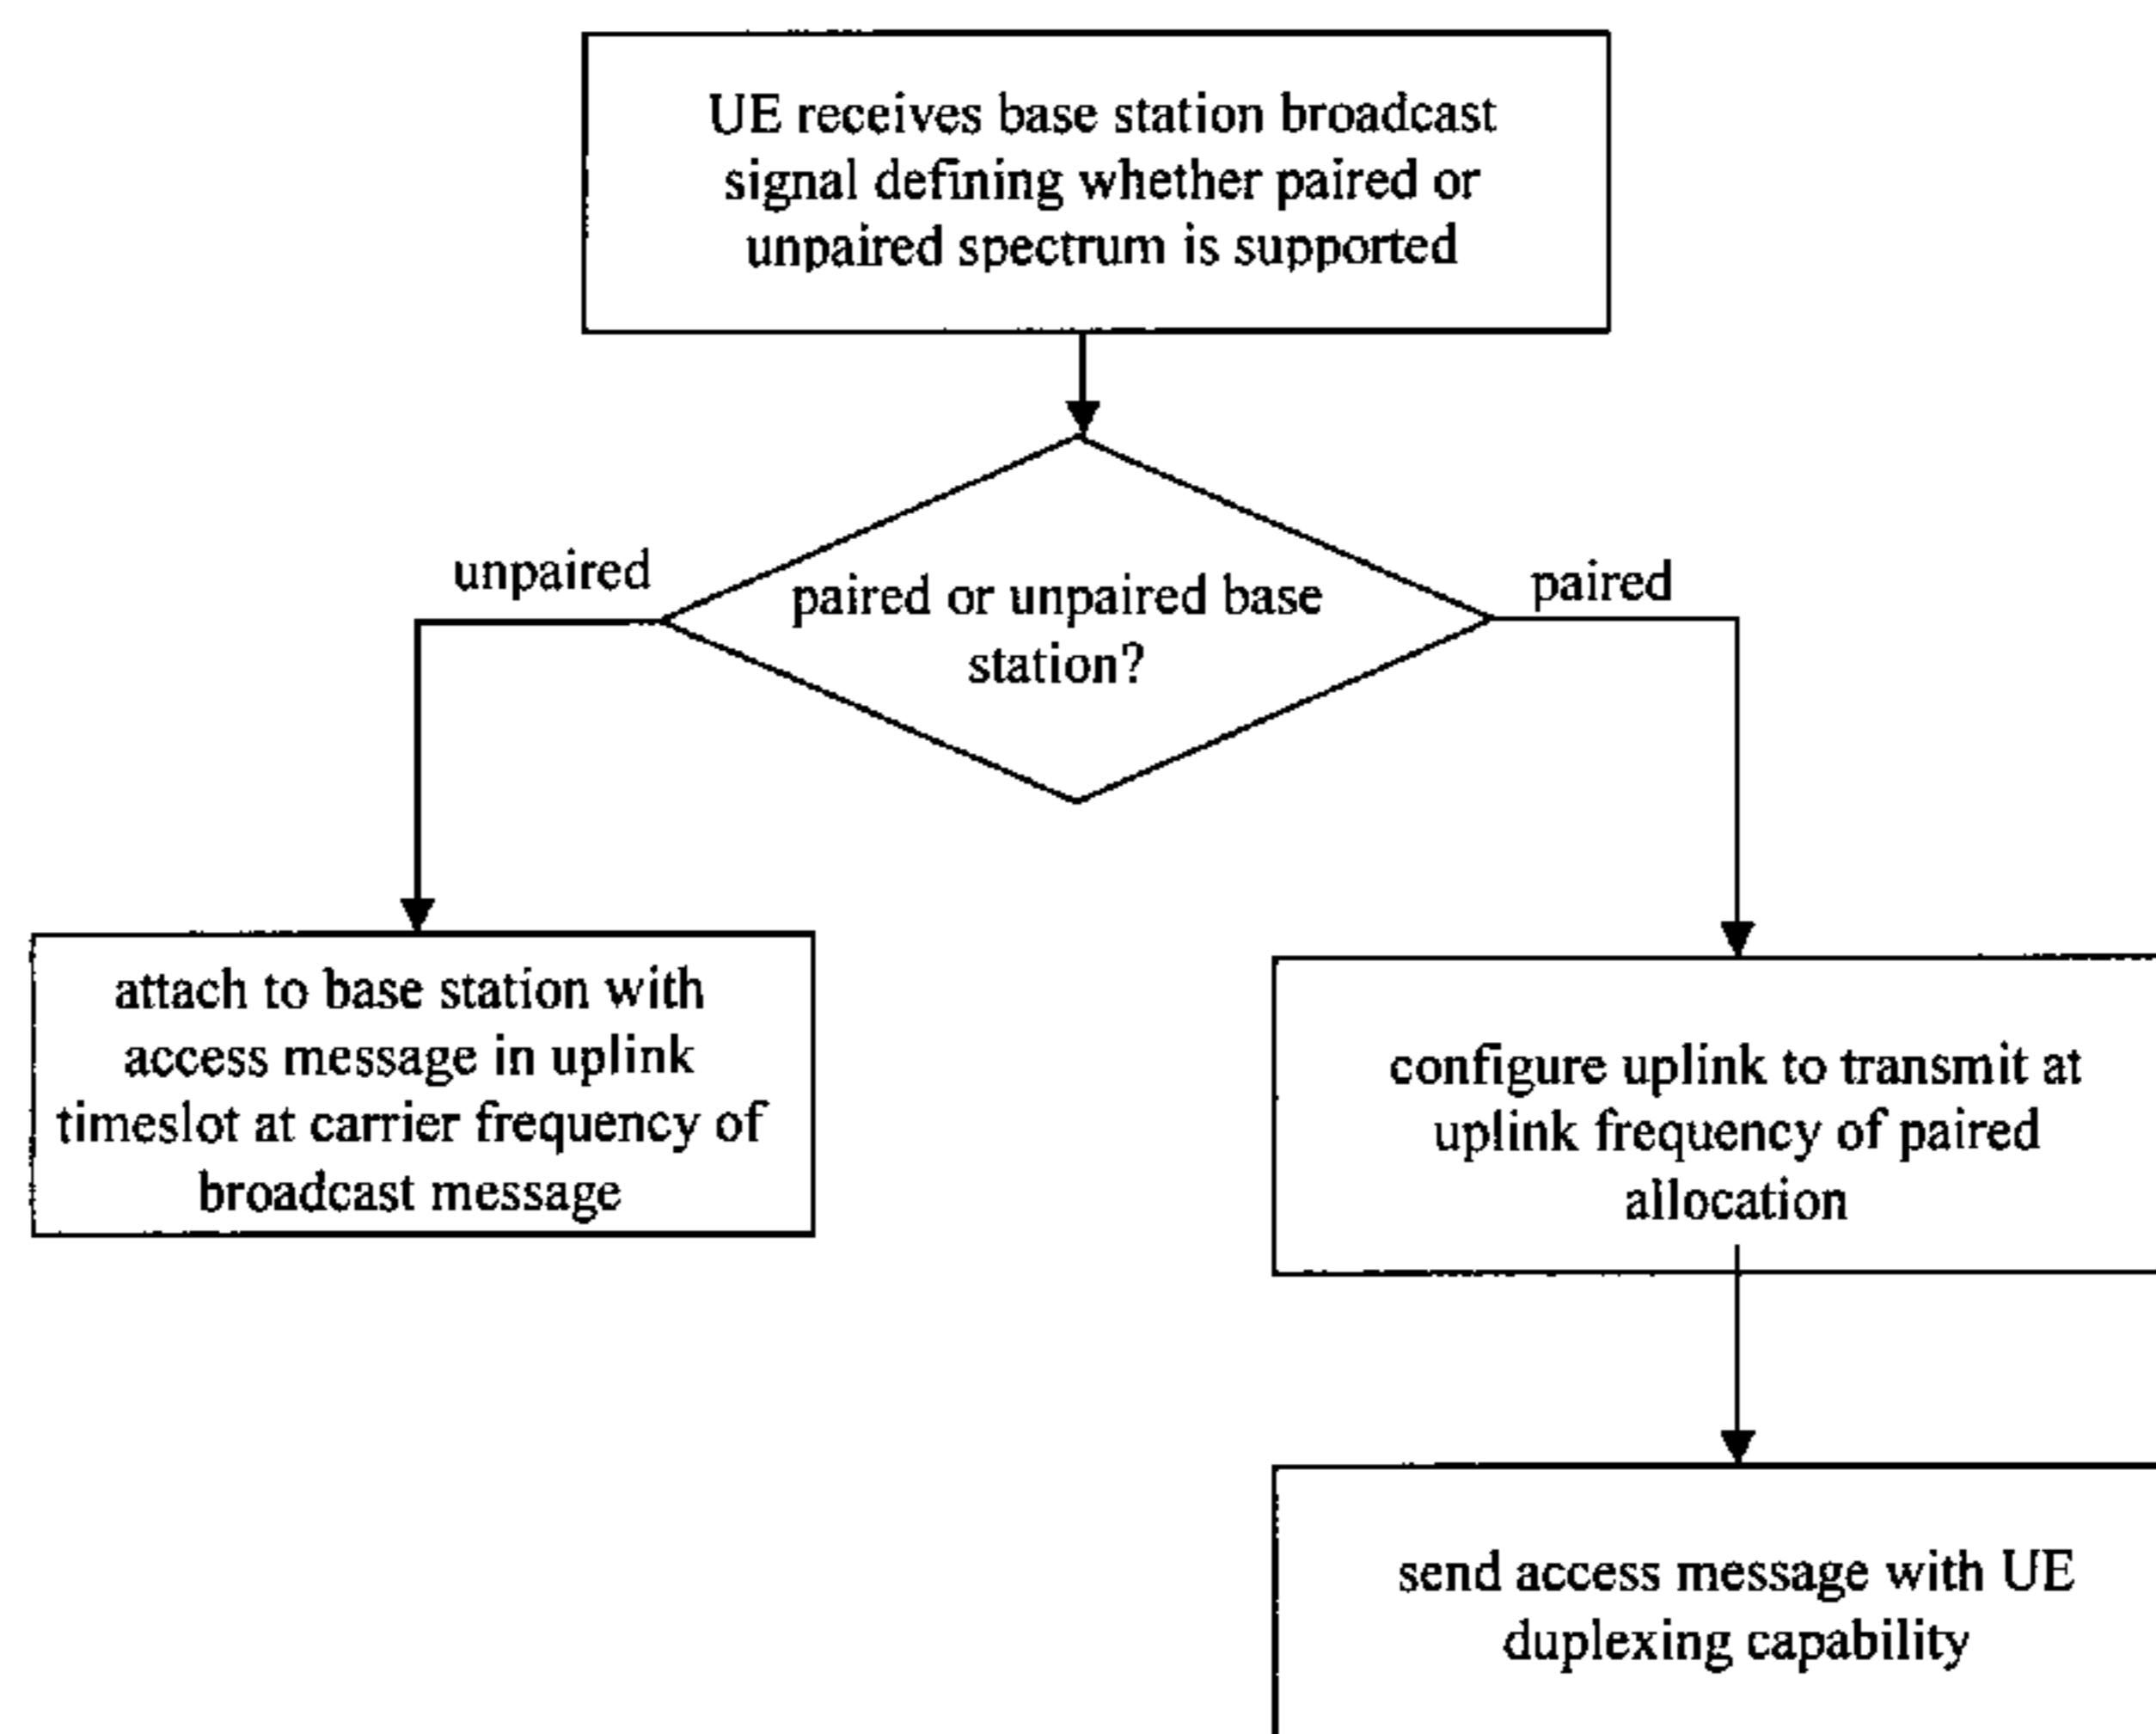 UE receives base station broadcast
signal defining whether paired or
unpaired spectrum is supported
unpaired
paired or unpaired base
station?
paired
attach to base station with
access message in uplink
timeslot at carrier frequency of
broadcast message
configure uplink to transmit at
uplink frequency of paired
allocation
send access message with UE
duplexing capability